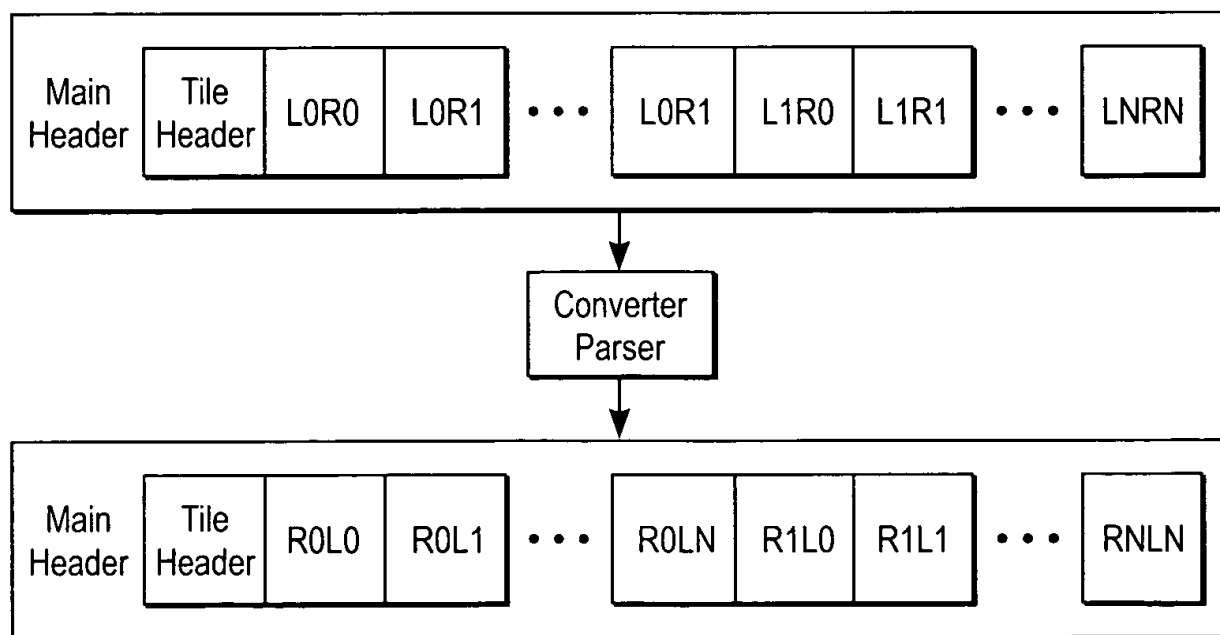 Main Header
Tile Header
L0R0
L0R1
L0R1
L1R0
L1R1
LNRN
Converter Parser
Main Header
Tile Header
R0L0
R0L1
R0LN
R1L0
R1L1
RNLN